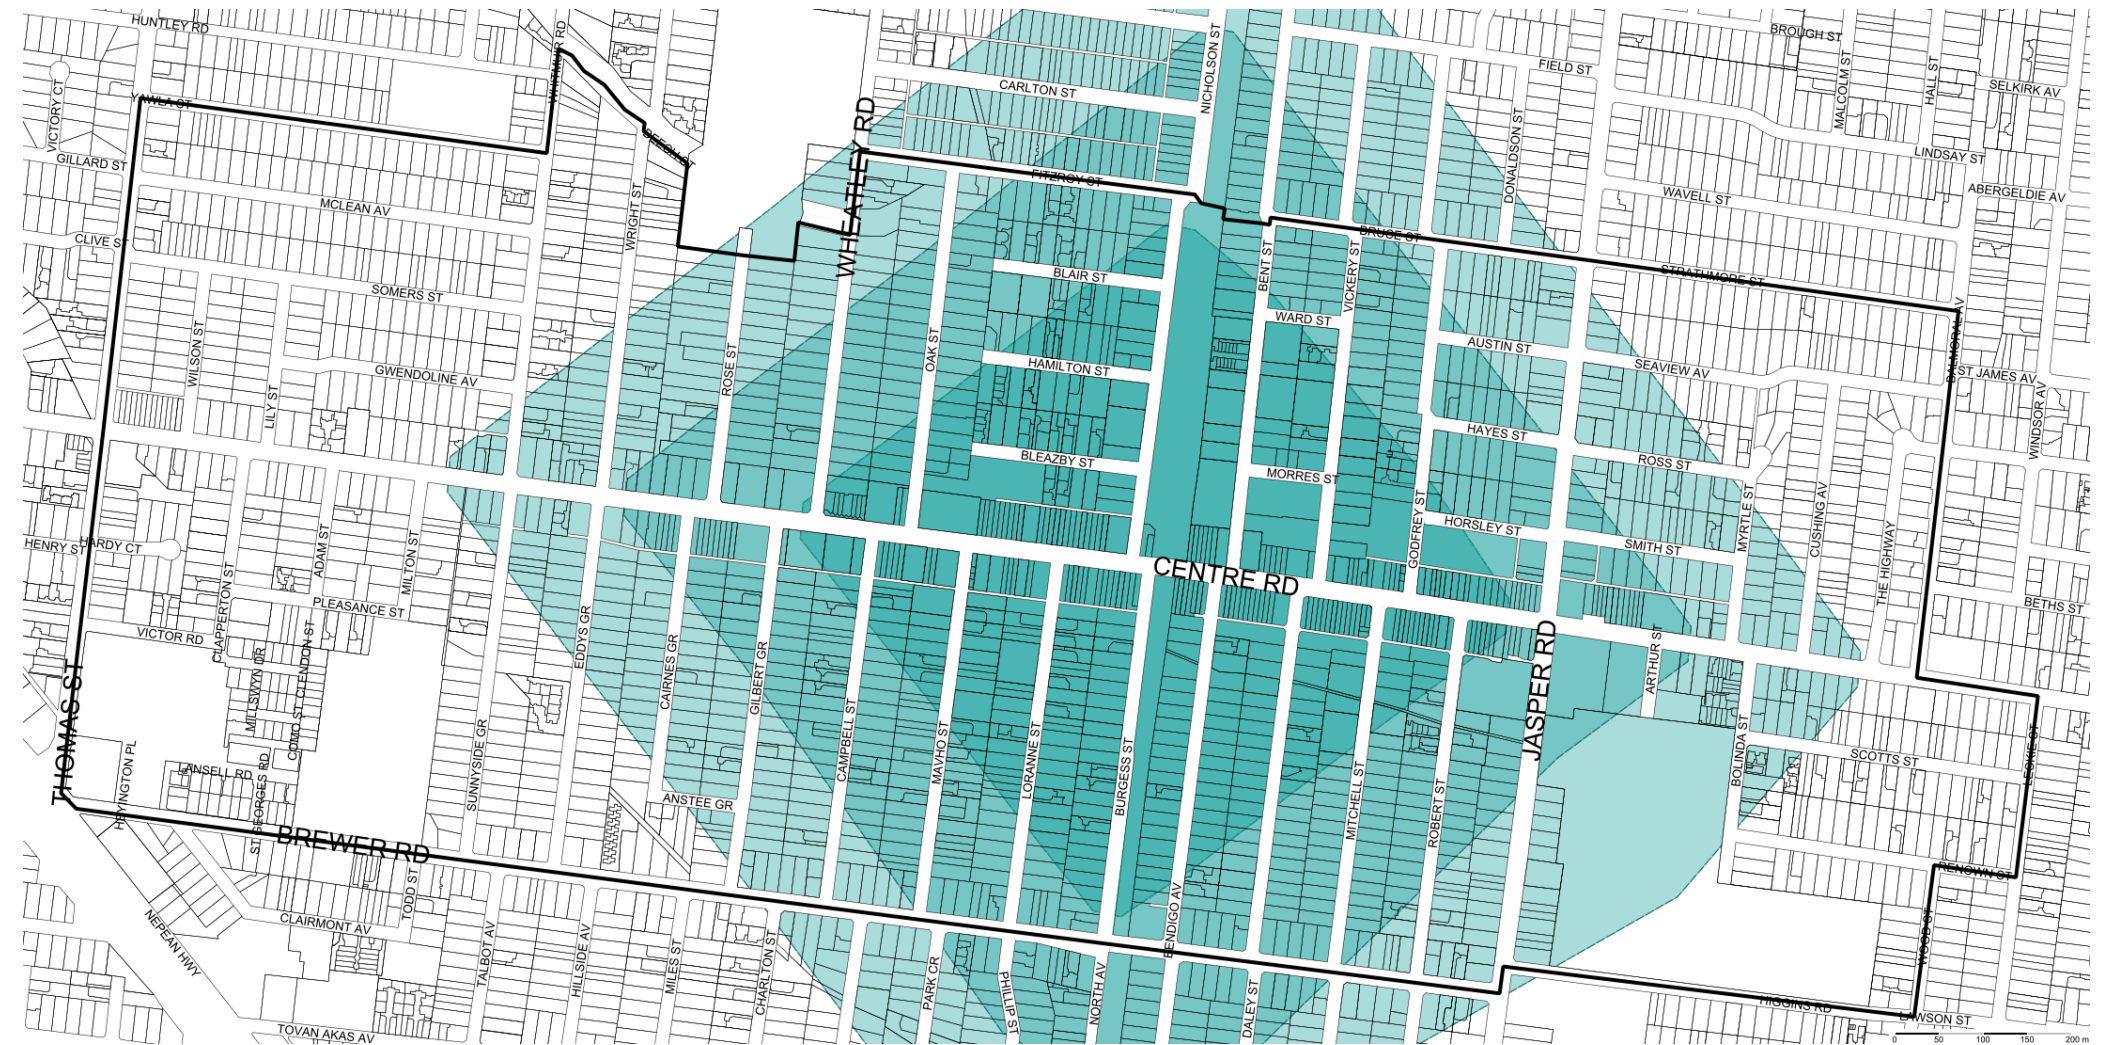 HUNTLEY RD
WHITMUIR RD
NICHOLSON ST
BROUGH ST
FIELD ST
MALCOLM ST
HALL ST
SELKIRK AV
VICTORY CT
YAWLA ST
CARLTON ST
WHEATLEY RD
DONALDSON ST
BEECH ST
GILLARD ST
LINDSAY ST
FITZROY ST
ABERGELDIE AV
WAVELL ST
MCLEAN AV
WRIGHT ST
CLIVE ST
BRUCE ST
BENT ST
VICKERY ST
BLAIR ST
STRATHMORE ST
SOMERS ST
WARD ST
BALMORAL AV
WILSON ST
OAK ST
AUSTIN ST
ROSE ST
HAMILTON ST
SEAVIEW AV
ST JAMES AV
GWENDOLINE AV
LILY ST
WINDSOR AV
HAYES ST
BLEAZBY ST
ROSS ST
MORRES ST
MYRTLE ST
CUSHING AV
GODFREY ST
HORSLEY ST
HENRY ST
HARDY CT
ADAM ST
MILTON ST
SMITH ST
THE HIGHWAY
CENTRE RD
CLAPPERTON ST
PLEASANCE ST
BETHS ST
VICTOR RD
EDDYS GR
CAIRNES GR
GILBERT GR
MILLSWYN DR
COMO ST
CLENDON ST
JASPER RD
ARTHUR ST
THOMAS ST
CAMPBELL ST
MAVHO ST
LORANNE ST
BURGESS ST
BOLINDA ST
SCOTTS ST
LECKIE ST
HEYINGTON PL
LANSELL RD
ST GEORGES RD
SUNNYSIDE GR
ANSTEE GR
MITCHELL ST
ROBERT ST
BREWER RD
RENOWN ST
TODD ST
BENDIGO AV
CLAIRMONT AV
NEPEAN HWY
TALBOT AV
HILLSIDE AV
MILES ST
CHARLTON ST
PARK CR
PHILLIP ST
NORTH AV
DALEY ST
WOOD ST
HIGGINS RD
LAWSON ST
TOVAN AKAS AV
0 50 100 150 200 m